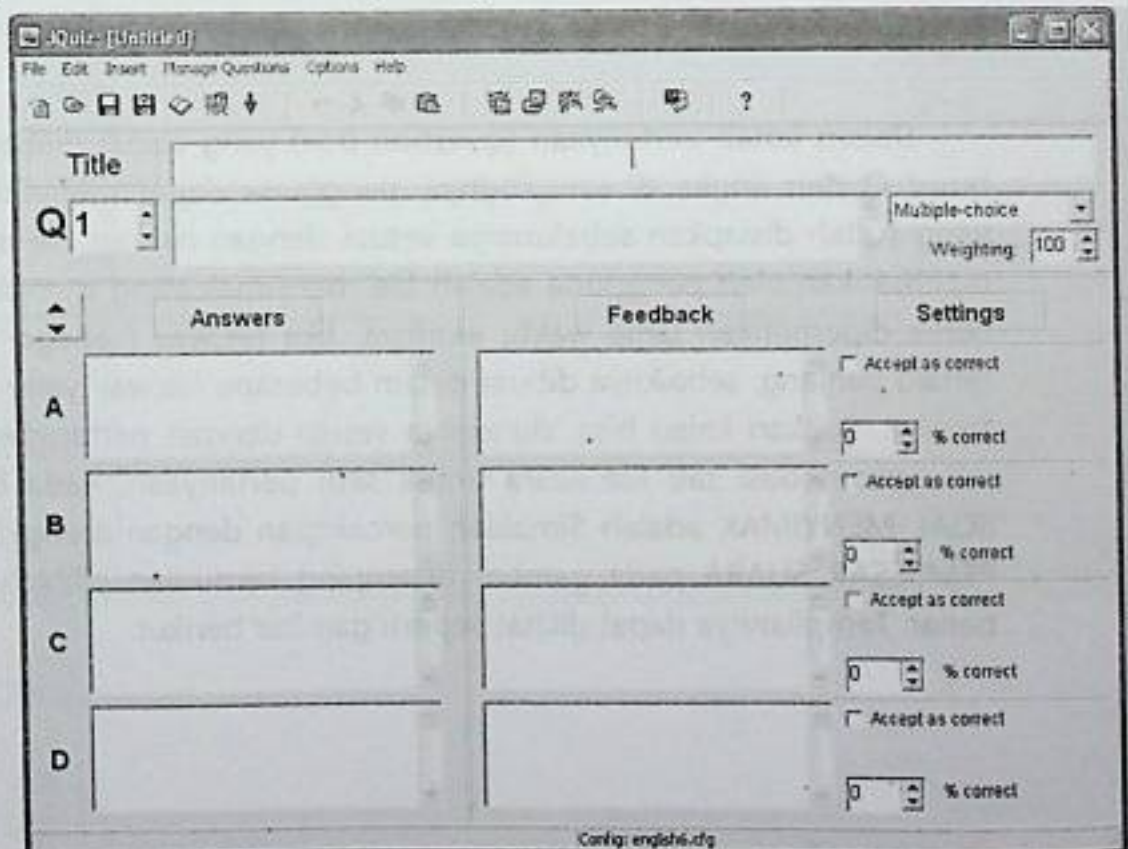 JQuiz- [Untitled]
File Edit Insert Manage Questions Options Help
?
Title
Q 1
Multiple-choice
Weighting: 100
Answers Feedback Settings
A
Accept as correct
0 % correct
B
Accept as correct
0 % correct
C
Accept as correct
0 % correct
D
Accept as correct
0 % correct
Config: english6.cfg